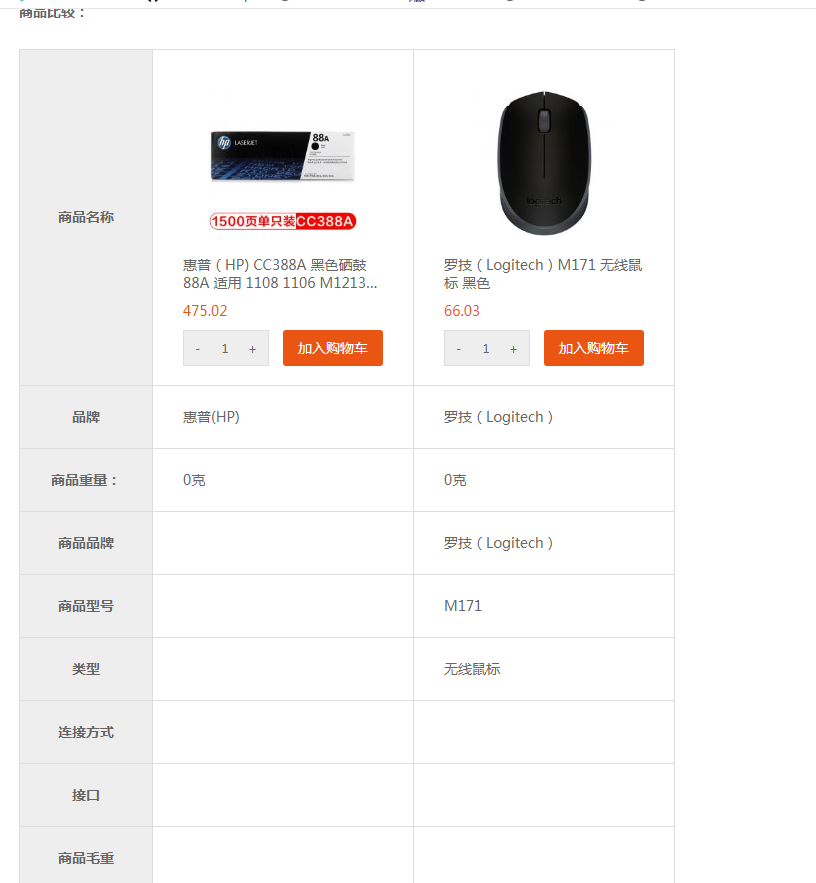 商品比较：
商品名称
hp LASERJET
88A
1500页单只装CC388A
惠普（HP) CC388A 黑色硒鼓
88A 适用 1108 1106 M1213...
475.02
- 1 +
加入购物车
logitech
罗技（Logitech）M171 无线鼠
标 黑色
66.03
- 1 +
加入购物车
品牌
惠普(HP)
罗技（Logitech）
商品重量：
0克
0克
商品品牌
罗技（Logitech）
商品型号
M171
类型
无线鼠标
连接方式
接口
商品毛重